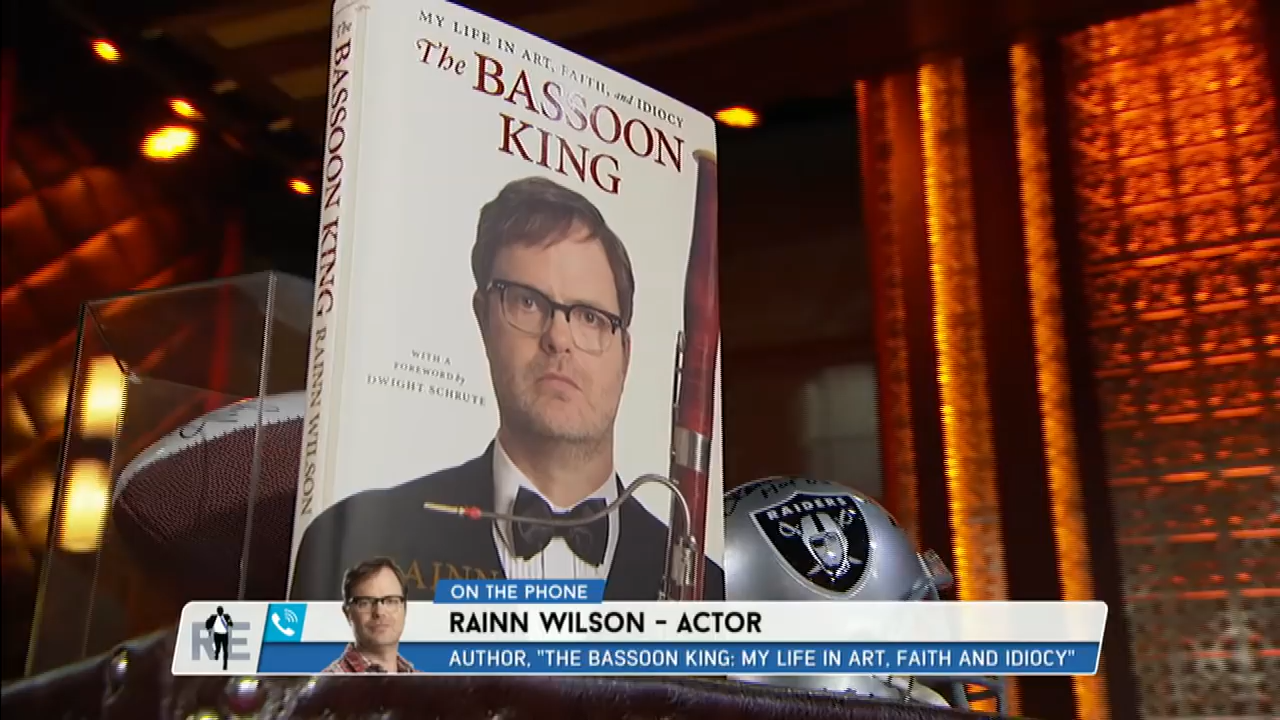 MY LIFE IN ART, FAITH, and IDIOCY
The BASSOON
KING
WITH A
FOREWORD by
DWIGHT SCHRUTE
RAINN
The BASSOON KING RAINN WILSON
RAIDERS
RE
ON THE PHONE
RAINN WILSON - ACTOR
AUTHOR, "THE BASSOON KING: MY LIFE IN ART, FAITH AND IDIOCY"